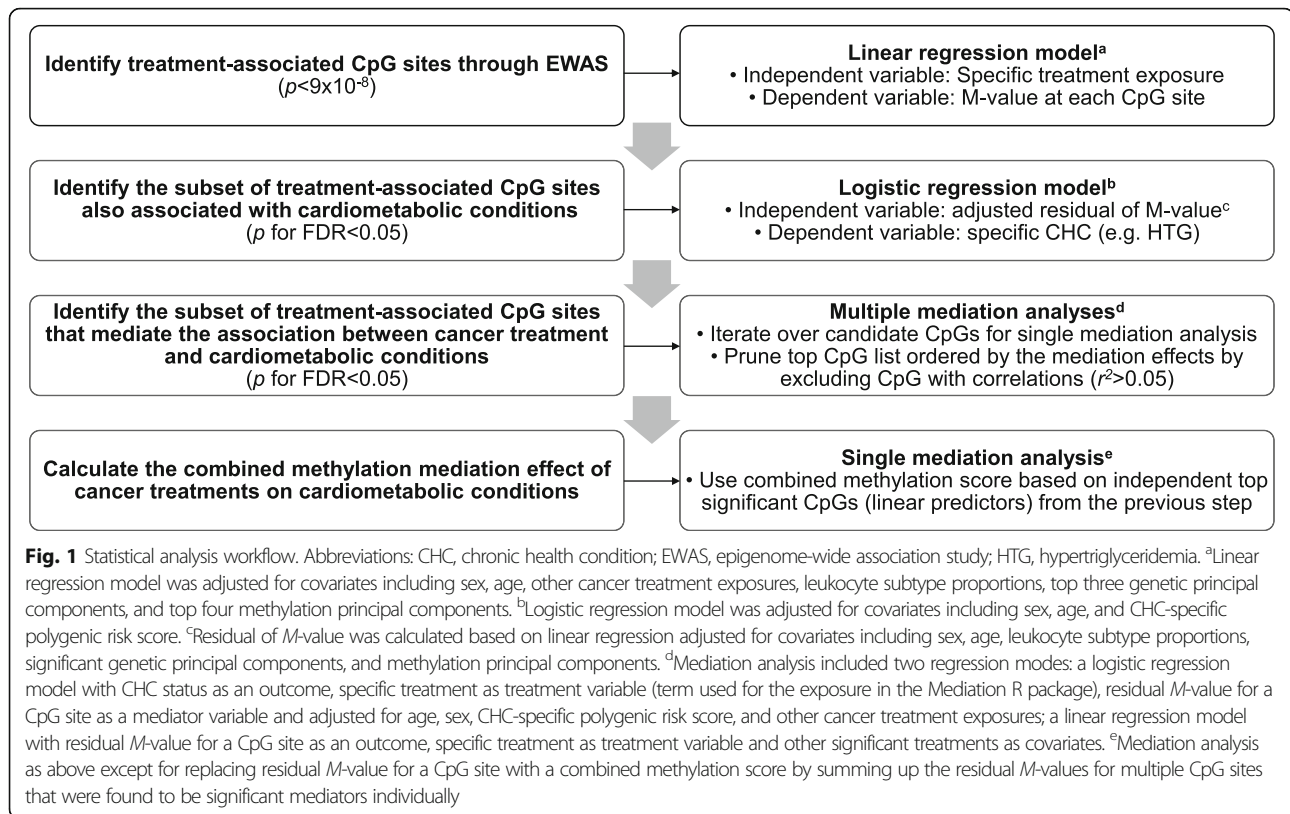 Identify treatment-associated CpG sites through EWAS
(p<9x10-8)
Linear regression modelᵃ
• Independent variable: Specific treatment exposure
• Dependent variable: M-value at each CpG site
Identify the subset of treatment-associated CpG sites
also associated with cardiometabolic conditions
(p for FDR<0.05)
Logistic regression modelᵇ
• Independent variable: adjusted residual of M-valueᶜ
• Dependent variable: specific CHC (e.g. HTG)
Identify the subset of treatment-associated CpG sites
that mediate the association between cancer treatment
and cardiometabolic conditions
(p for FDR<0.05)
Multiple mediation analysesᵈ
• Iterate over candidate CpGs for single mediation analysis
• Prune top CpG list ordered by the mediation effects by
excluding CpG with correlations (r²>0.05)
Calculate the combined methylation mediation effect of
cancer treatments on cardiometabolic conditions
Single mediation analysisᵉ
• Use combined methylation score based on independent top
significant CpGs (linear predictors) from the previous step
Fig. 1 Statistical analysis workflow. Abbreviations: CHC, chronic health condition; EWAS, epigenome-wide association study; HTG, hypertriglyceridemia. ᵃLinear
regression model was adjusted for covariates including sex, age, other cancer treatment exposures, leukocyte subtype proportions, top three genetic principal
components, and top four methylation principal components. ᵇLogistic regression model was adjusted for covariates including sex, age, and CHC-specific
polygenic risk score. ᶜResidual of M-value was calculated based on linear regression adjusted for covariates including sex, age, leukocyte subtype proportions,
significant genetic principal components, and methylation principal components. ᵈMediation analysis included two regression modes: a logistic regression
model with CHC status as an outcome, specific treatment as treatment variable (term used for the exposure in the Mediation R package), residual M-value for a
CpG site as a mediator variable and adjusted for age, sex, CHC-specific polygenic risk score, and other cancer treatment exposures; a linear regression model
with residual M-value for a CpG site as an outcome, specific treatment as treatment variable and other significant treatments as covariates. ᵉMediation analysis
as above except for replacing residual M-value for a CpG site with a combined methylation score by summing up the residual M-values for multiple CpG sites
that were found to be significant mediators individually